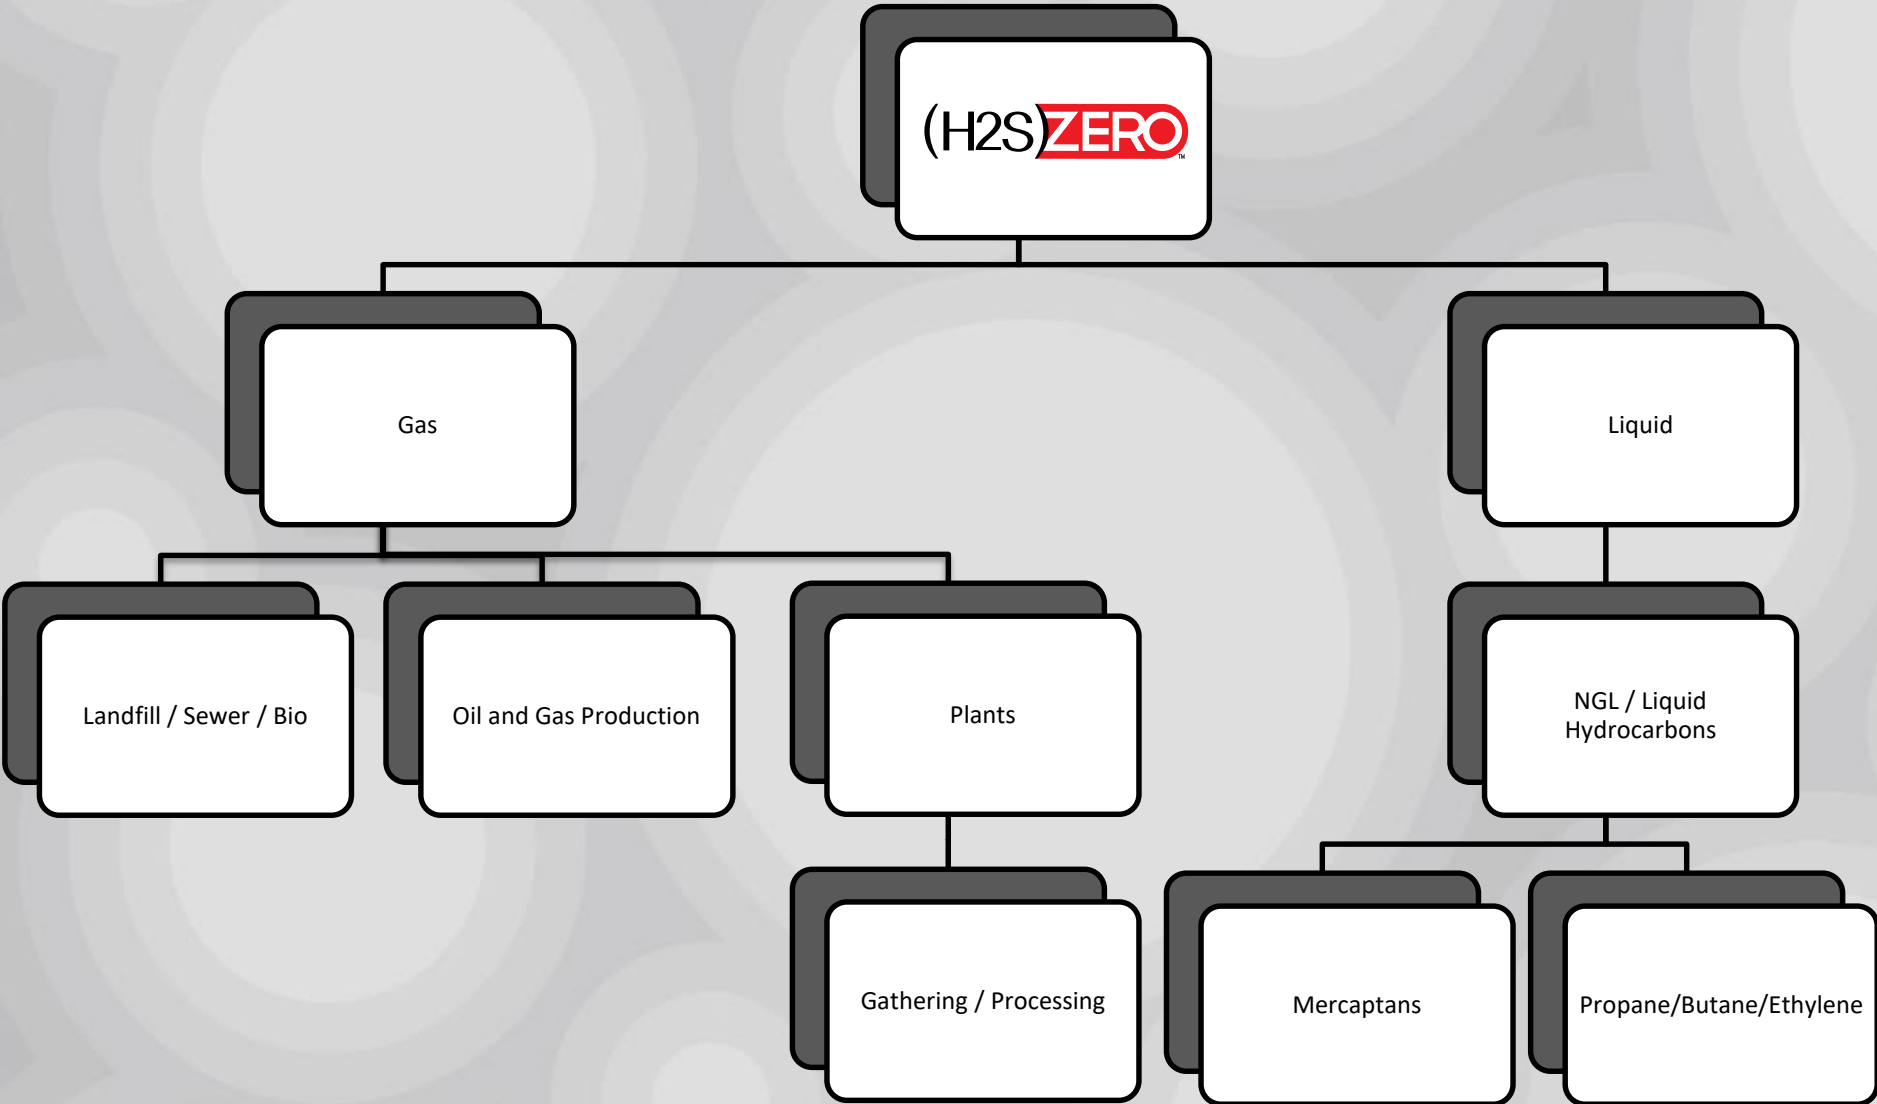 (H2S)ZERO™
Gas
Liquid
Landfill / Sewer / Bio
Oil and Gas Production
Plants
NGL / Liquid
Hydrocarbons
Gathering / Processing
Mercaptans
Propane/Butane/Ethylene